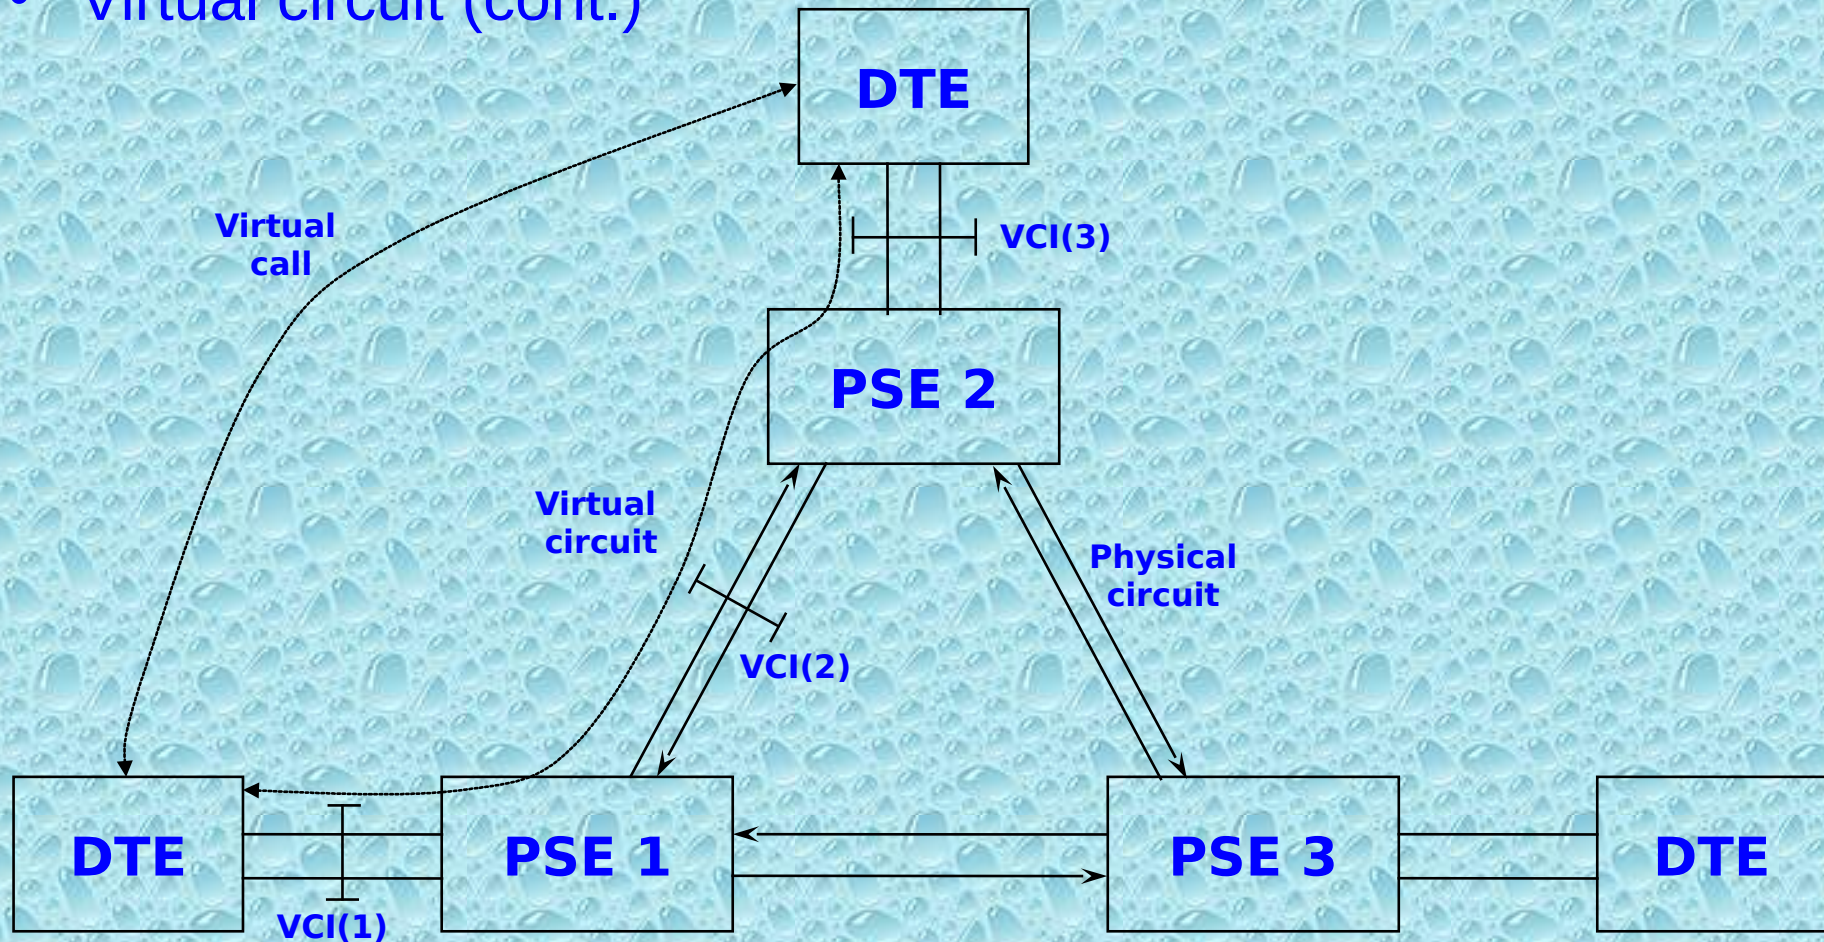 • Virtual circuit (cont.)
DTE
Virtual
call
VCI(3)
PSE 2
Virtual
circuit
Physical
circuit
VCI(2)
DTE
PSE 1
PSE 3
DTE
VCI(1)